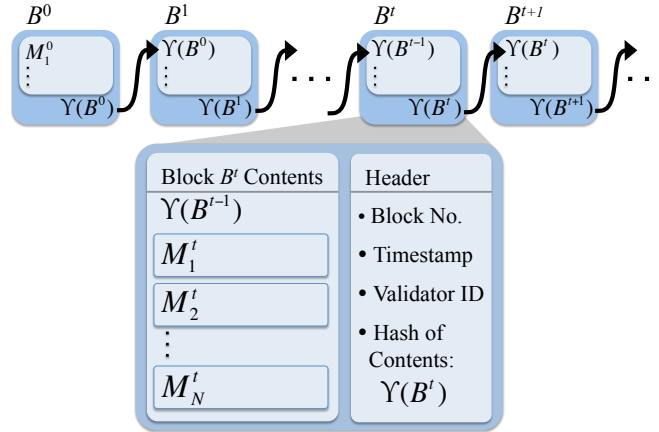 B⁰ B¹ Bᵗ Bᵗ⁺¹
M₁⁰ ϒ(B⁰) ϒ(Bᵗ⁻¹) ϒ(Bᵗ)
⋮ ⋮ . . . ⋮ ⋮ . .
ϒ(B⁰) ϒ(B¹) ϒ(Bᵗ) ϒ(Bᵗ⁺¹)
Block Bᵗ Contents
ϒ(Bᵗ⁻¹)
M₁ᵗ
M₂ᵗ
⋮
M_Nᵗ
Header
• Block No.
• Timestamp
• Validator ID
• Hash of
Contents:
ϒ(Bᵗ)